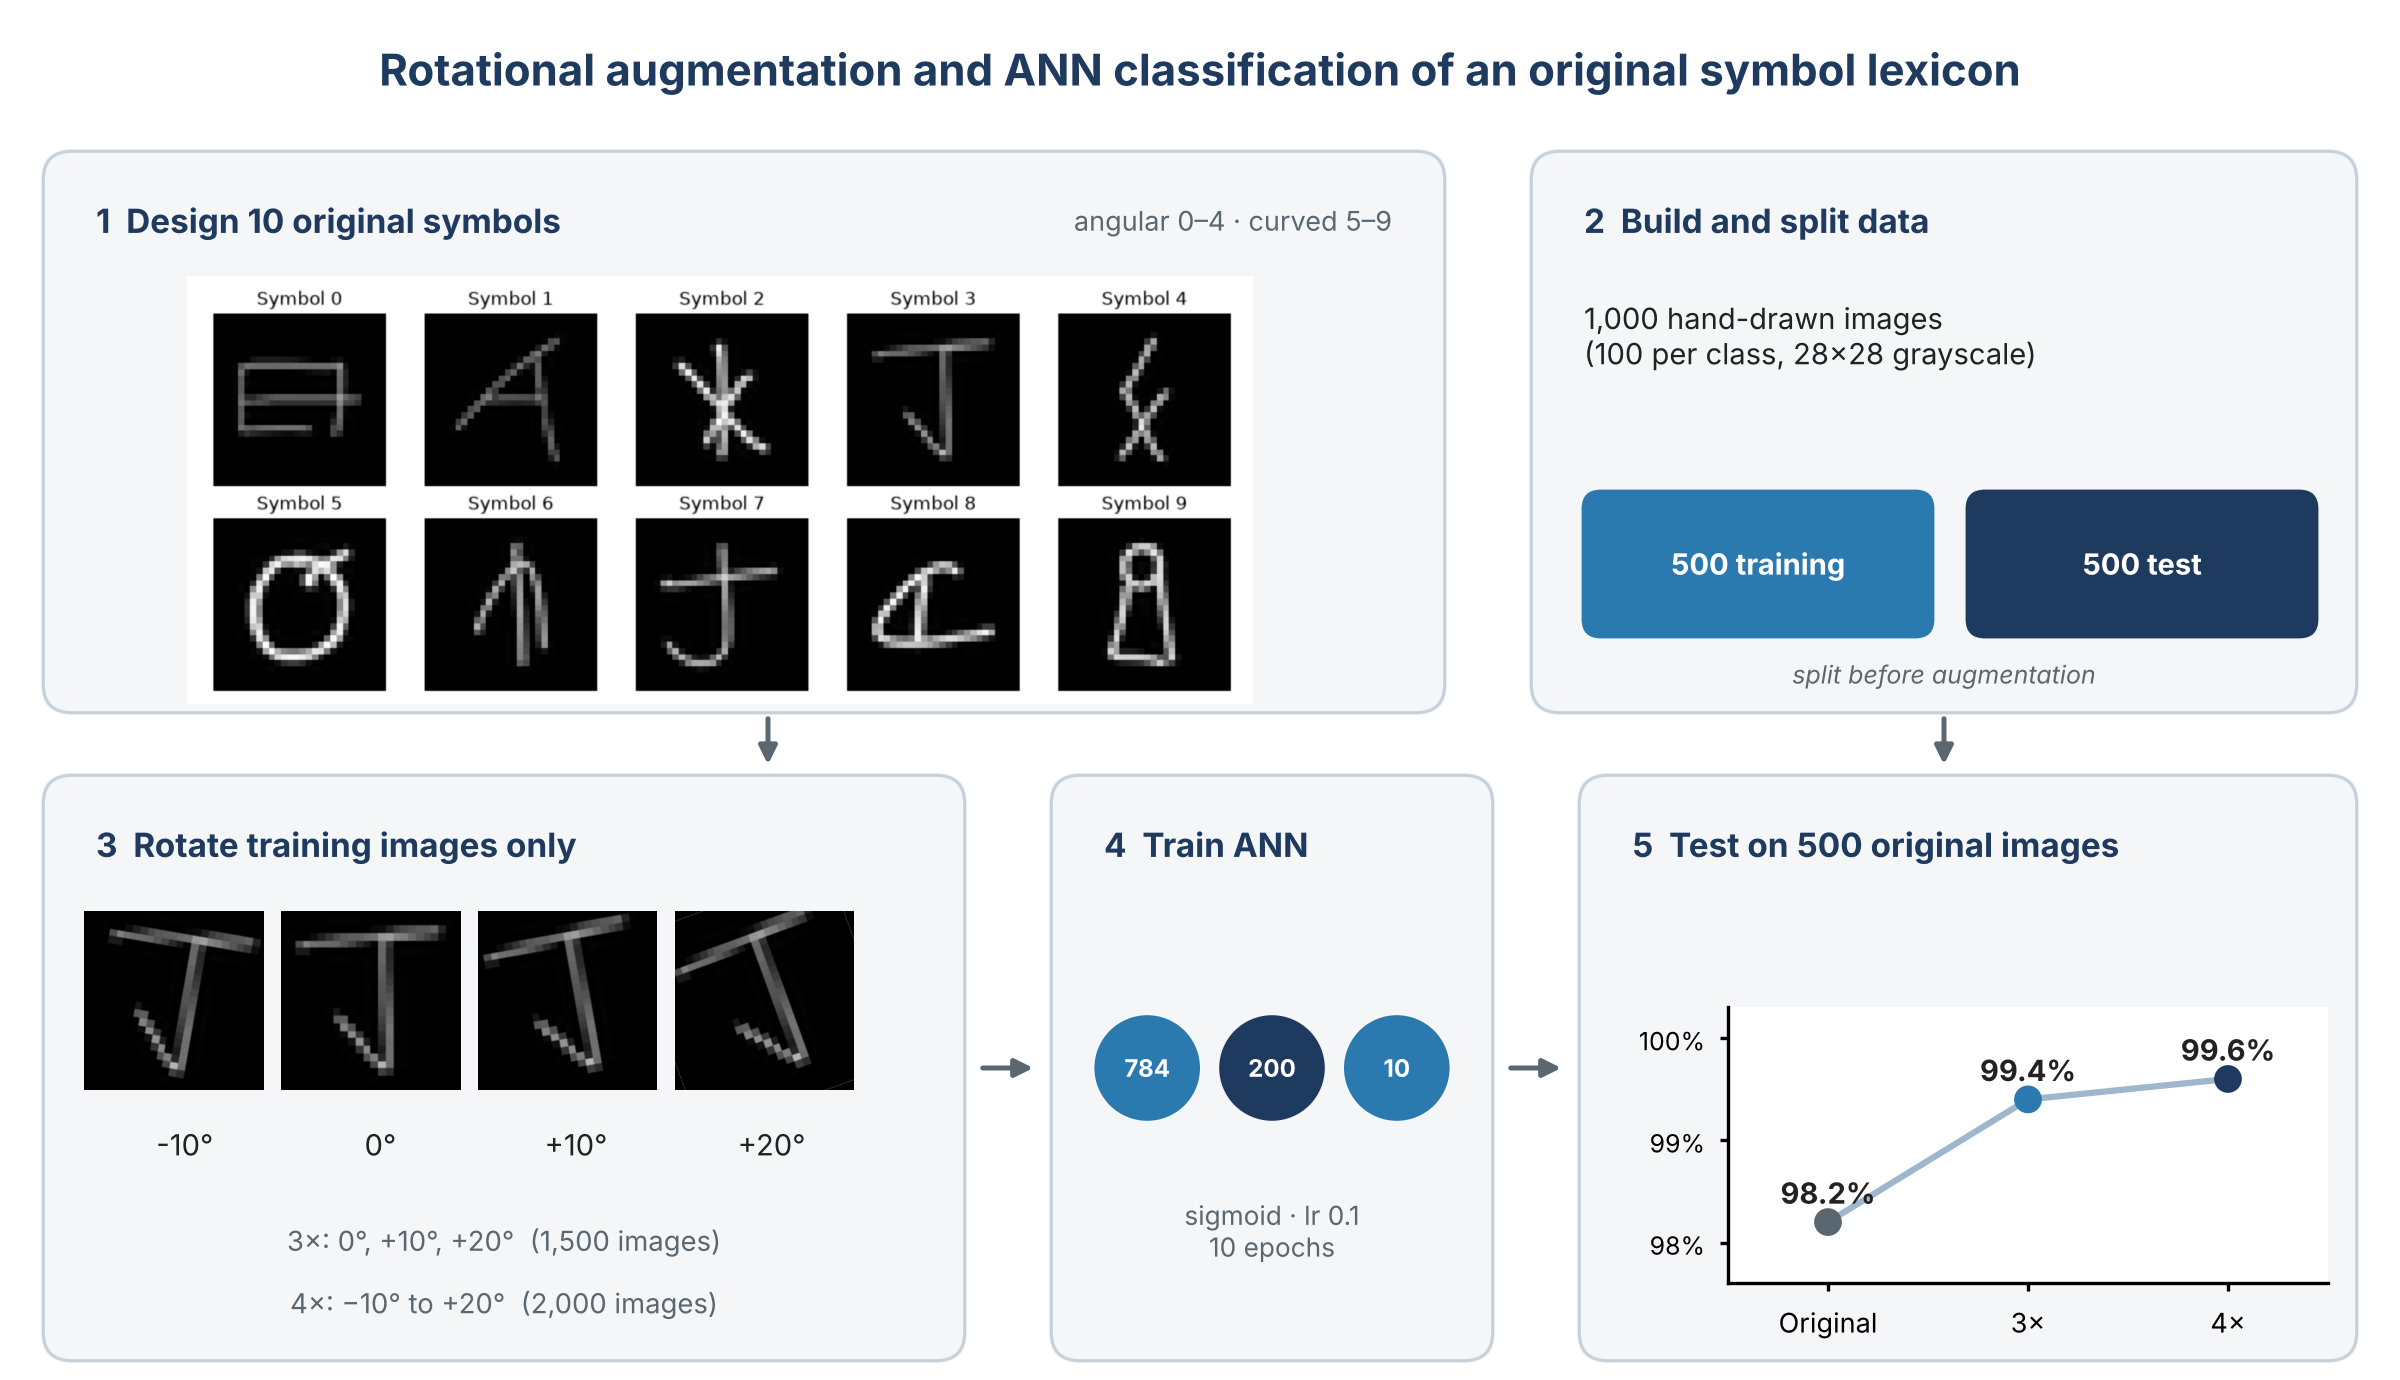 Rotational augmentation and ANN classification of an original symbol lexicon
1 Design 10 original symbols
angular 0–4 · curved 5–9
Symbol 0
Symbol 1
Symbol 2
Symbol 3
Symbol 4
Symbol 5
Symbol 6
Symbol 7
Symbol 8
Symbol 9
2 Build and split data
1,000 hand-drawn images
(100 per class, 28×28 grayscale)
500 training
500 test
split before augmentation
3 Rotate training images only
-10°
0°
+10°
+20°
3×: 0°, +10°, +20° (1,500 images)
4×: −10° to +20° (2,000 images)
4 Train ANN
784
200
10
sigmoid · lr 0.1
10 epochs
5 Test on 500 original images
100%
99%
98%
98.2%
99.4%
99.6%
Original
3×
4×